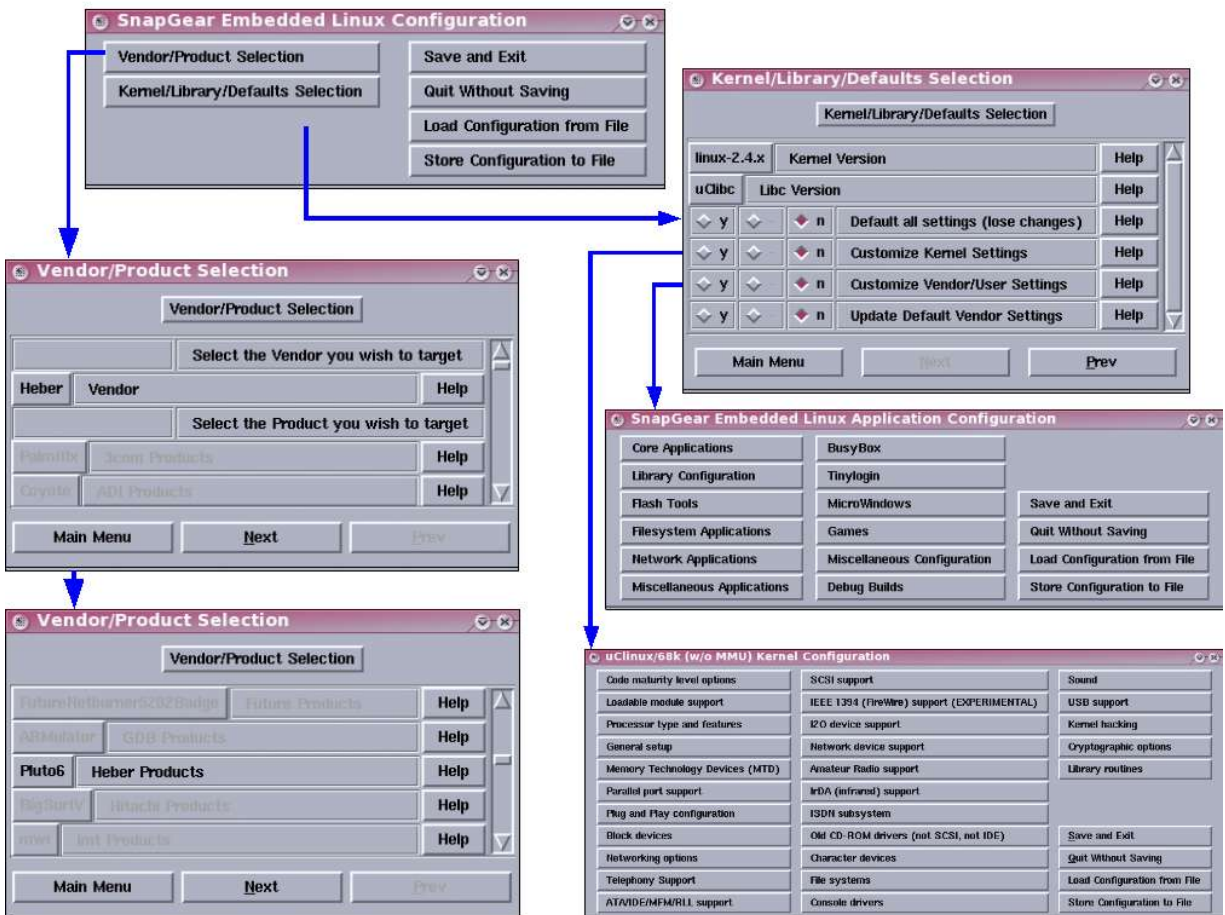 SnapGear Embedded Linux Configuration
Vendor/Product Selection
Save and Exit
Kernel/Library/Defaults Selection
Quit Without Saving
Load Configuration from File
Store Configuration to File
Kernel/Library/Defaults Selection
Kernel/Library/Defaults Selection
linux-2.4.x Kernel Version Help
uClibc Libc Version Help
y n Default all settings (lose changes) Help
y n Customize Kernel Settings Help
y n Customize Vendor/User Settings Help
y n Update Default Vendor Settings Help
Main Menu Next Prev
Vendor/Product Selection
Vendor/Product Selection
Select the Vendor you wish to target
Heber Vendor Help
Select the Product you wish to target
3com Products Help
Coyote ADI Products Help
Main Menu Next Prev
Vendor/Product Selection
Vendor/Product Selection
FutureNetburner5282Badge Future Products Help
ARMulator GDB Products Help
Pluto6 Heber Products Help
Hitachi Products Help
Imt Products Help
Main Menu Next Prev
SnapGear Embedded Linux Application Configuration
Core Applications BusyBox
Library Configuration Tinylogin
Flash Tools MicroWindows Save and Exit
Filesystem Applications Games Quit Without Saving
Network Applications Miscellaneous Configuration Load Configuration from File
Miscellaneous Applications Debug Builds Store Configuration to File
uClinux/68k (w/o MMU) Kernel Configuration
Code maturity level options SCSI support Sound
Loadable module support IEEE 1394 (FireWire) support (EXPERIMENTAL) USB support
Processor type and features I2O device support Kernel hacking
General setup Network device support Cryptographic options
Memory Technology Devices (MTD) Amateur Radio support Library routines
Parallel port support IrDA (infrared) support
Plug and Play configuration ISDN subsystem
Block devices Old CD-ROM drivers (not SCSI, not IDE) Save and Exit
Networking options Character devices Quit Without Saving
Telephony Support File systems Load Configuration from File
ATA/IDE/MFM/RLL support Console drivers Store Configuration to File